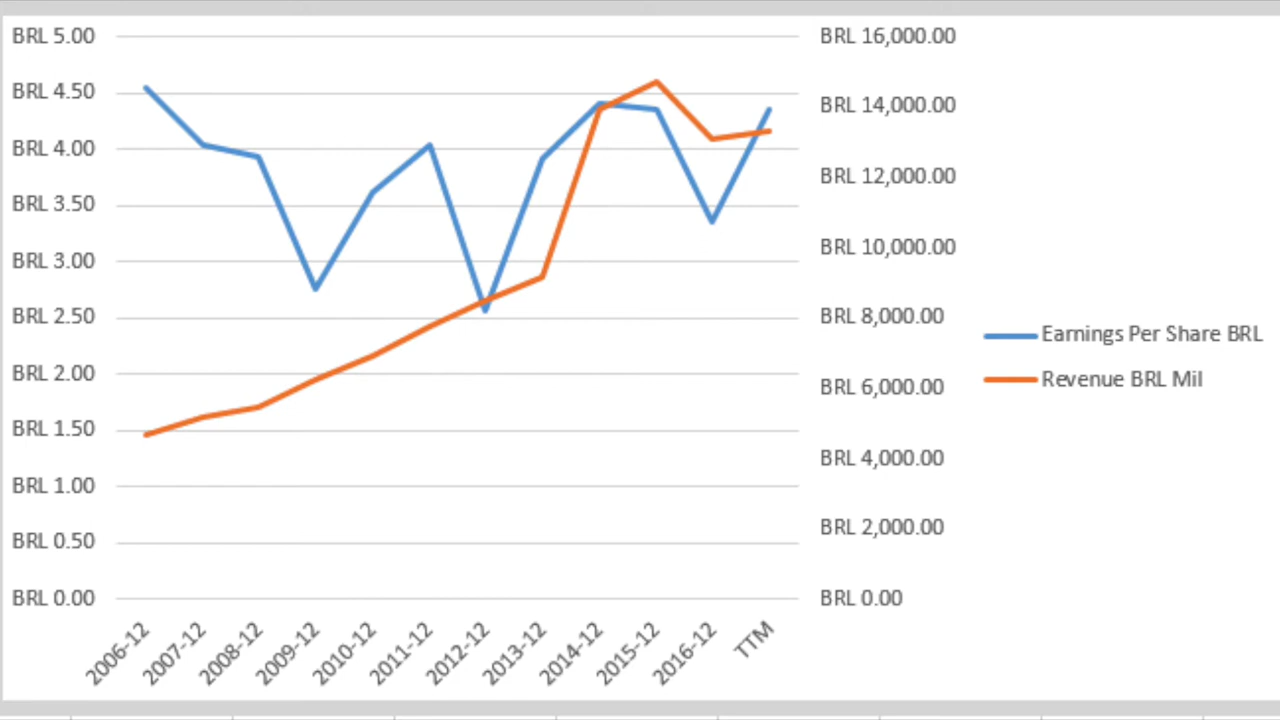 BRL 5.00
BRL 4.50
BRL 4.00
BRL 3.50
BRL 3.00
BRL 2.50
BRL 2.00
BRL 1.50
BRL 1.00
BRL 0.50
BRL 0.00
BRL 16,000.00
BRL 14,000.00
BRL 12,000.00
BRL 10,000.00
BRL 8,000.00
BRL 6,000.00
BRL 4,000.00
BRL 2,000.00
BRL 0.00
Earnings Per Share BRL
Revenue BRL Mil
2006-12
2007-12
2008-12
2009-12
2010-12
2011-12
2012-12
2013-12
2014-12
2015-12
2016-12
TTM